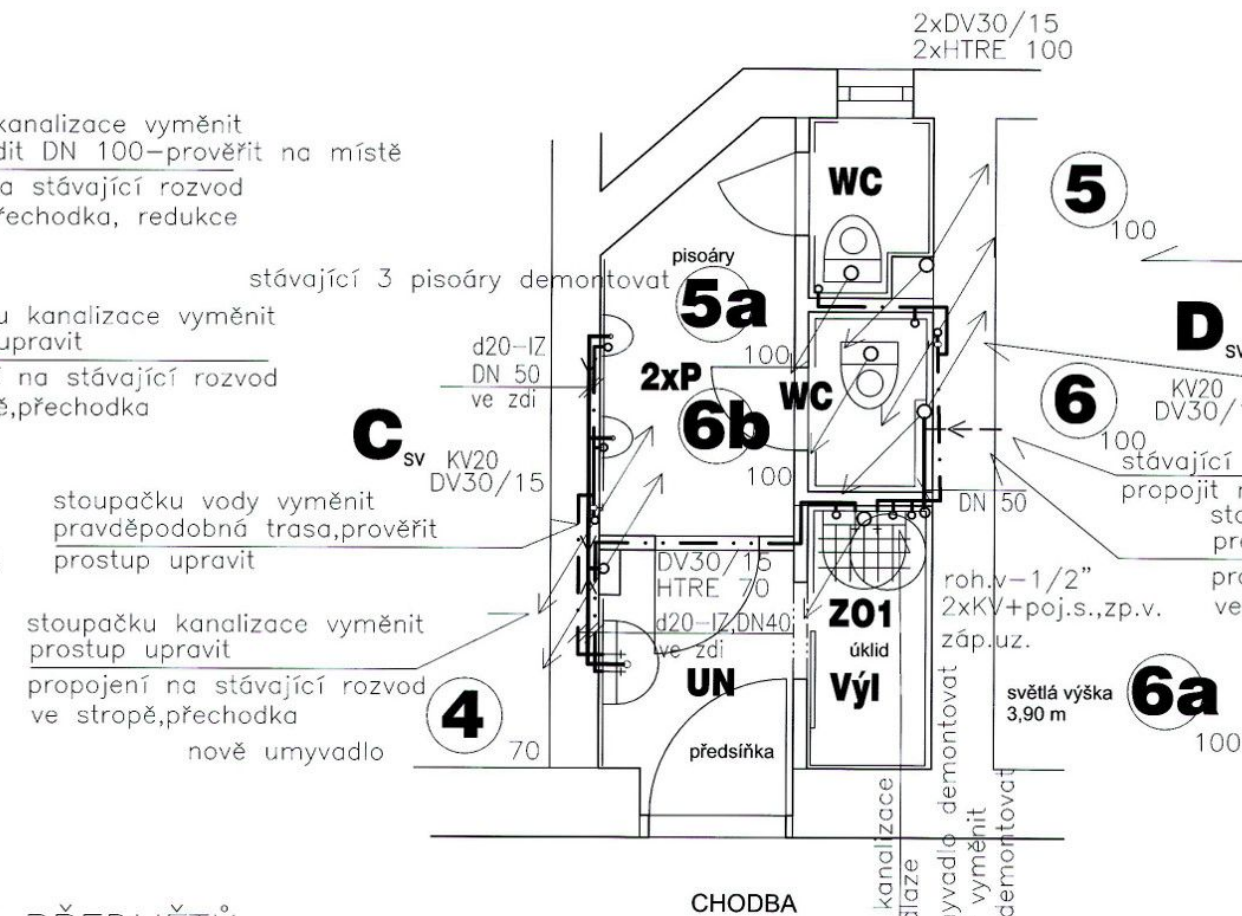 2xDV30/15
2xHTRE 100
kanalizace vyměnit
DN 100-prověřit na místě
stávající rozvod
redukce
stávající 3 pisoáry demontovat
kanalizace vyměnit
upravit
na stávající rozvod
přechodka
pisoáry
5a
100
2xP
6b
100
WC
WC
d20-IZ
DN 50
ve zdi
C sv
KV20
DV30/15
stoupačku vody vyměnit
pravděpodobná trasa,prověřit
prostup upravit
stoupačku kanalizace vyměnit
prostup upravit
propojení na stávající rozvod
ve stropě,přechodka
nově umyvadlo
4
70
DV30/15
HTRE 70
d20-IZ,DN40
ve zdi
UN
předsíňka
Z01
úklid
Výl
5
100
D
KV20
6
100
stávající
propojit
DN 50
roh.v-1/2"
2xKV+poj.s.,zp.v.
záp.uz.
světlá výška
3,90 m
6a
100
kanalizace
demontovat
vyměnit
demontovat
CHODBA
PŘEDMĚTŮ